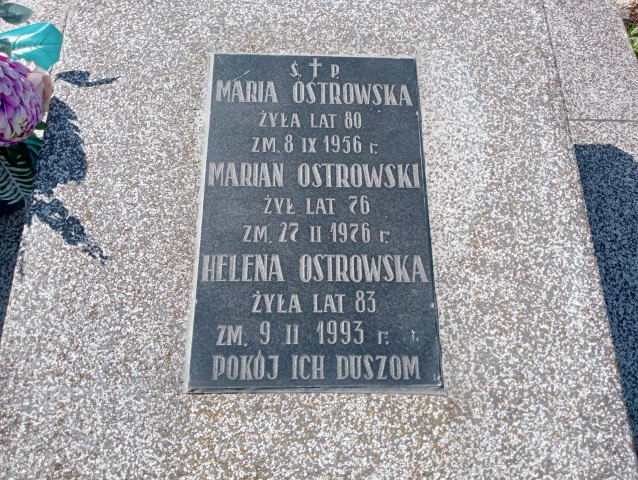 Ś. † P.
MARIA OSTROWSKA
ŻYŁA LAT 80
ZM. 8 IX 1956 r.
MARIAN OSTROWSKI
ŻYŁ LAT 76
ZM. 27 II 1976 r.
HELENA OSTROWSKA
ŻYŁA LAT 83
ZM. 9 II 1993 r.
POKÓJ ICH DUSZOM